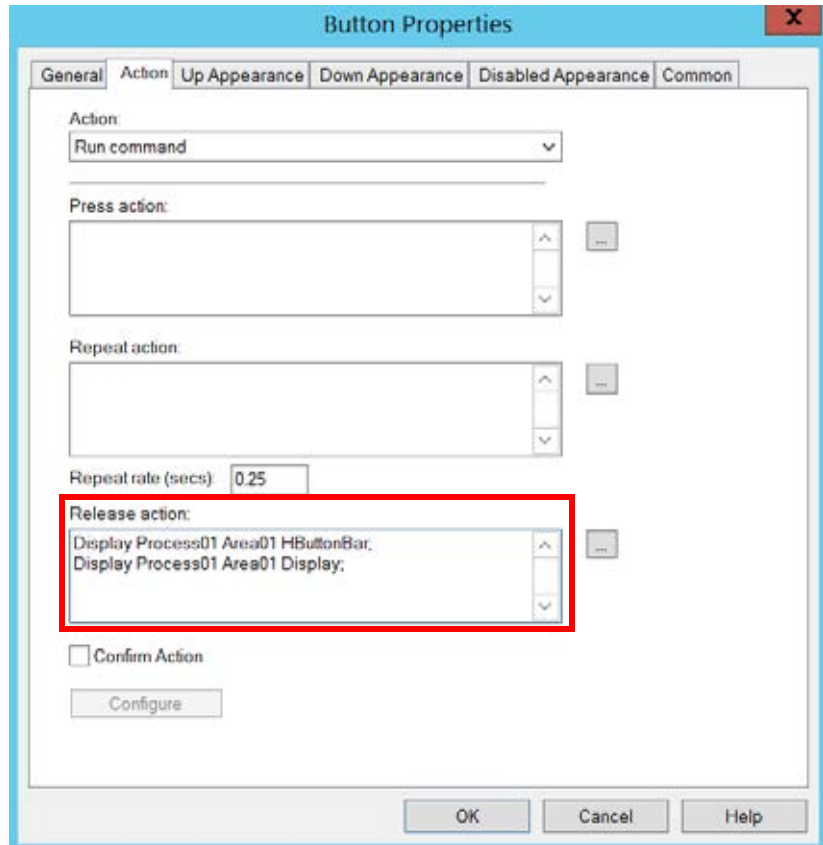 Button Properties
X
General Action Up Appearance Down Appearance Disabled Appearance Common
Action:
Run command
Press action:
...
Repeat action:
...
Repeat rate (secs): 0.25
Release action:
Display Process01 Area01 HButtonBar;
...
Display Process01 Area01 Display;
Confirm Action
Configure
OK Cancel Help